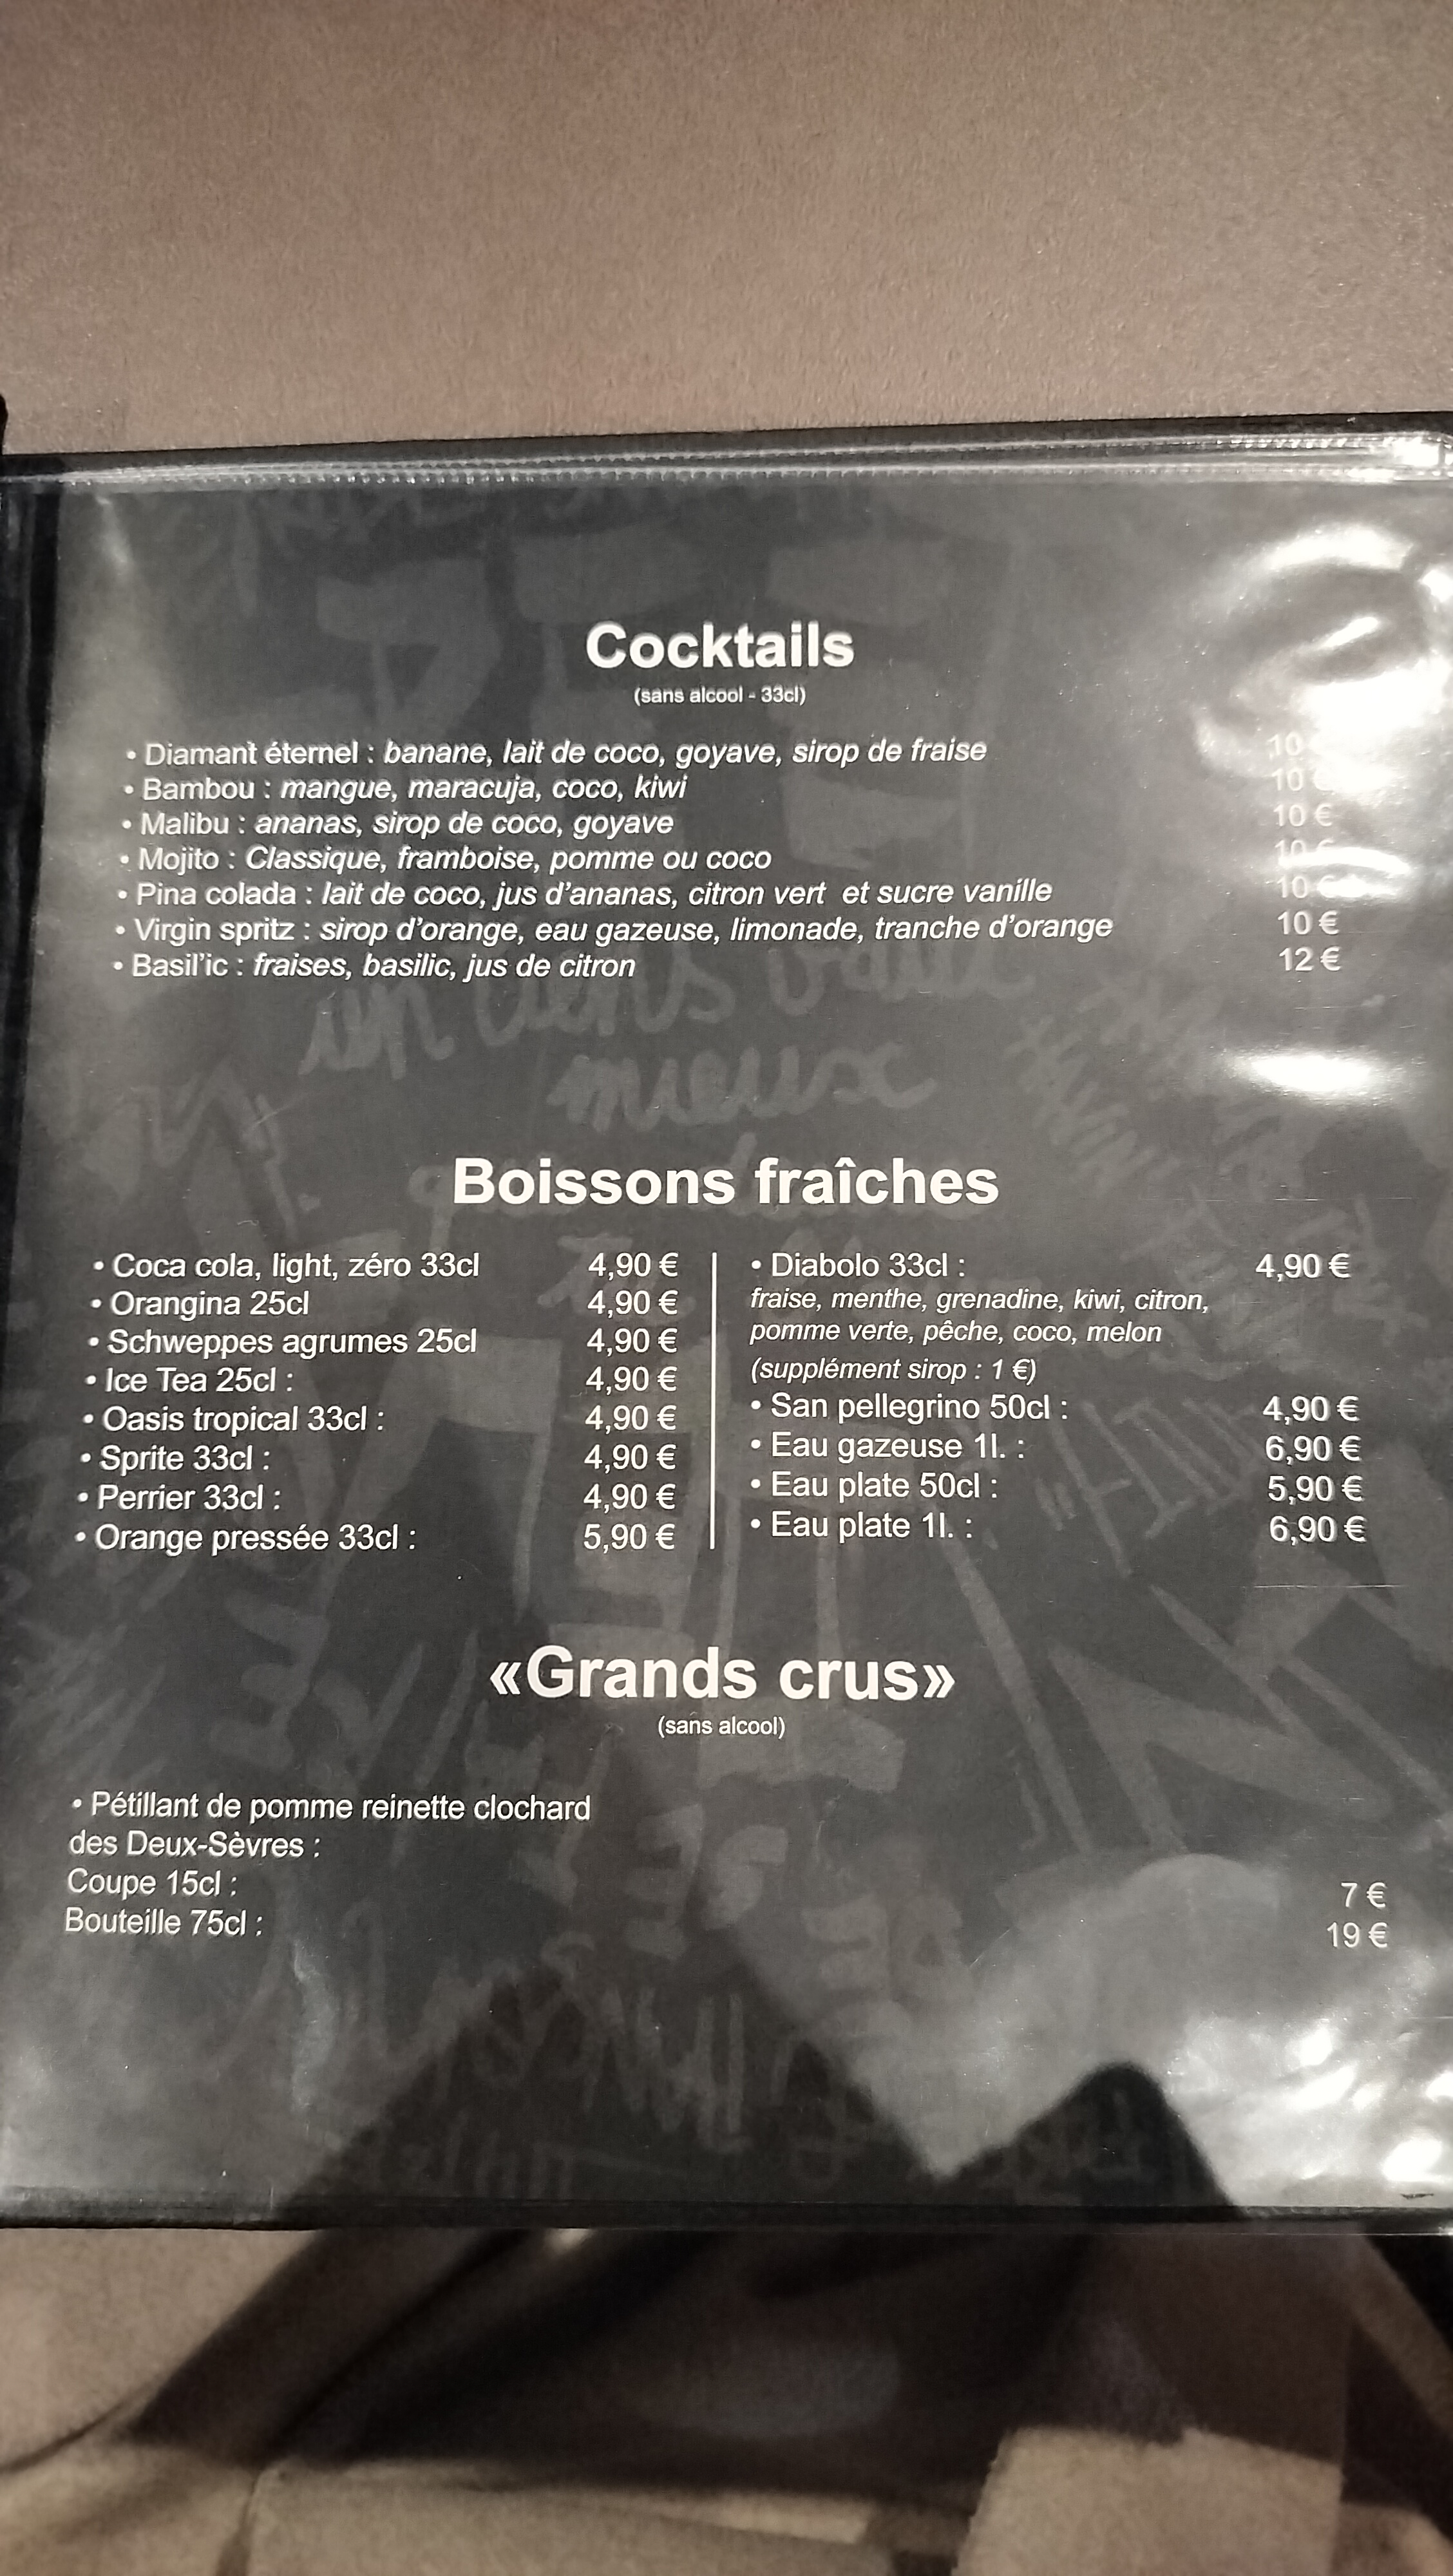 Cocktails
(sans alcool - 33cl)
• Diamant éternel : banane, lait de coco, goyave, sirop de fraise 10 €
• Bambou : mangue, maracuja, coco, kiwi 10 €
• Malibu : ananas, sirop de coco, goyave 10 €
• Mojito : Classique, framboise, pomme ou coco 10 €
• Pina colada : lait de coco, jus d'ananas, citron vert et sucre vanille 10 €
• Virgin spritz : sirop d'orange, eau gazeuse, limonade, tranche d'orange 10 €
• Basil'ic : fraises, basilic, jus de citron 12 €
in tiens vaut
mieux
Boissons fraîches
• Coca cola, light, zéro 33cl 4,90 €
• Orangina 25cl 4,90 €
• Schweppes agrumes 25cl 4,90 €
• Ice Tea 25cl : 4,90 €
• Oasis tropical 33cl : 4,90 €
• Sprite 33cl : 4,90 €
• Perrier 33cl : 4,90 €
• Orange pressée 33cl : 5,90 €
• Diabolo 33cl : 4,90 €
fraise, menthe, grenadine, kiwi, citron,
pomme verte, pêche, coco, melon
(supplément sirop : 1 €)
• San pellegrino 50cl : 4,90 €
• Eau gazeuse 1l. : 6,90 €
• Eau plate 50cl : 5,90 €
• Eau plate 1l. : 6,90 €
«Grands crus»
(sans alcool)
• Pétillant de pomme reinette clochard
des Deux-Sèvres :
Coupe 15cl : 7 €
Bouteille 75cl : 19 €